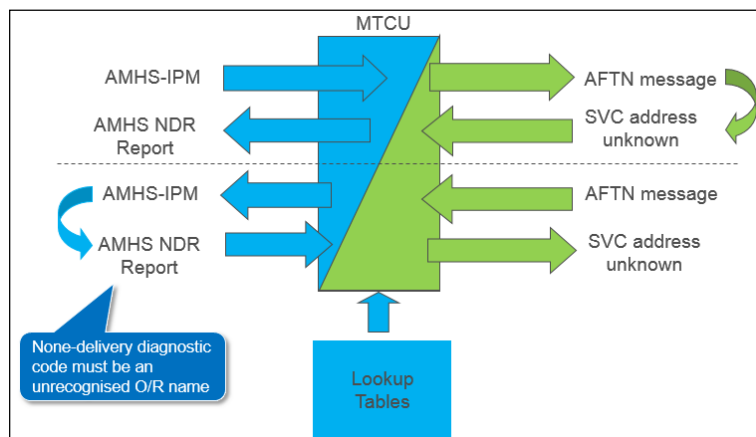 MTCU
AMHS-IPM
AFTN message
AMHS NDR
Report
SVC address
unknown
AMHS-IPM
AFTN message
AMHS NDR
Report
SVC address
unknown
None-delivery diagnostic
code must be an
unrecognised O/R name
Lookup
Tables